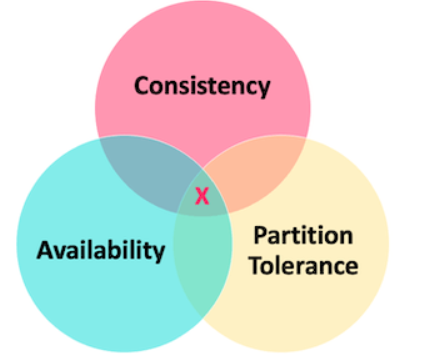 Consistency
X
Availability
Partition
Tolerance